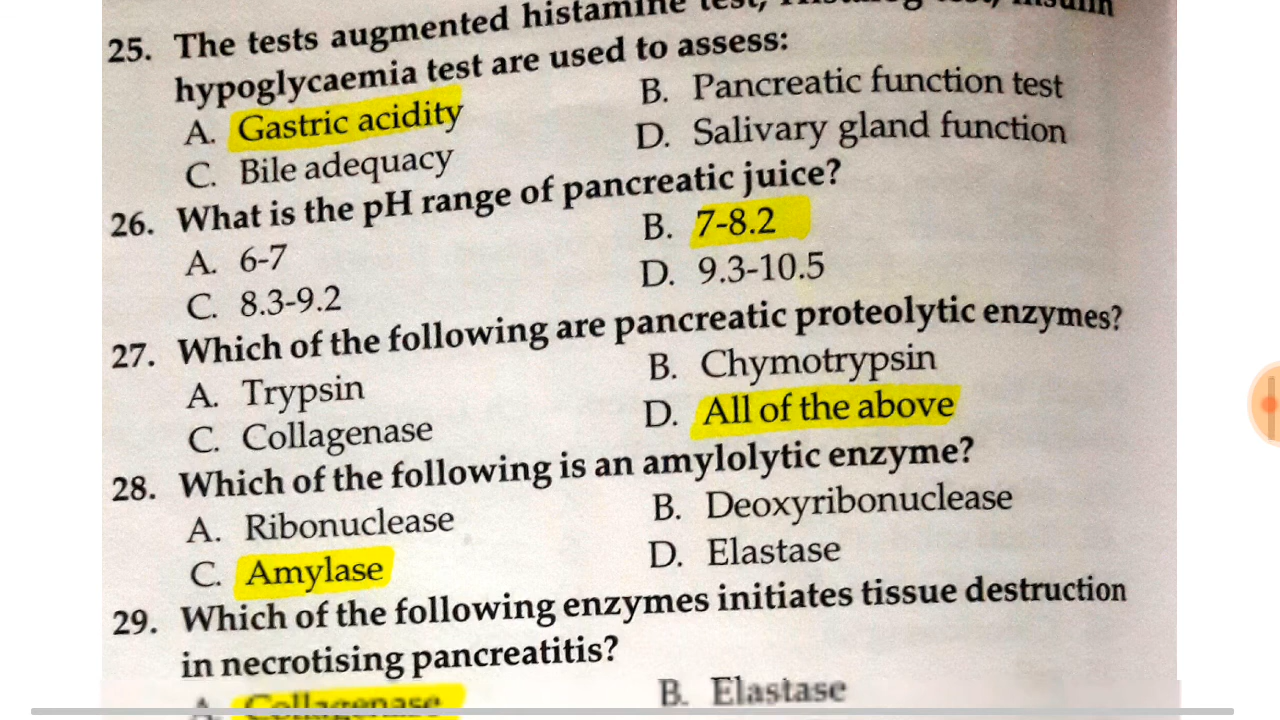 25. The tests augmented histamine test,
hypoglycaemia test are used to assess:
A. Gastric acidity B. Pancreatic function test
C. Bile adequacy D. Salivary gland function
26. What is the pH range of pancreatic juice?
A. 6-7 B. 7-8.2
C. 8.3-9.2 D. 9.3-10.5
27. Which of the following are pancreatic proteolytic enzymes?
A. Trypsin B. Chymotrypsin
C. Collagenase D. All of the above
28. Which of the following is an amylolytic enzyme?
A. Ribonuclease B. Deoxyribonuclease
C. Amylase D. Elastase
29. Which of the following enzymes initiates tissue destruction
in necrotising pancreatitis?
A. Collagenase B. Elastase